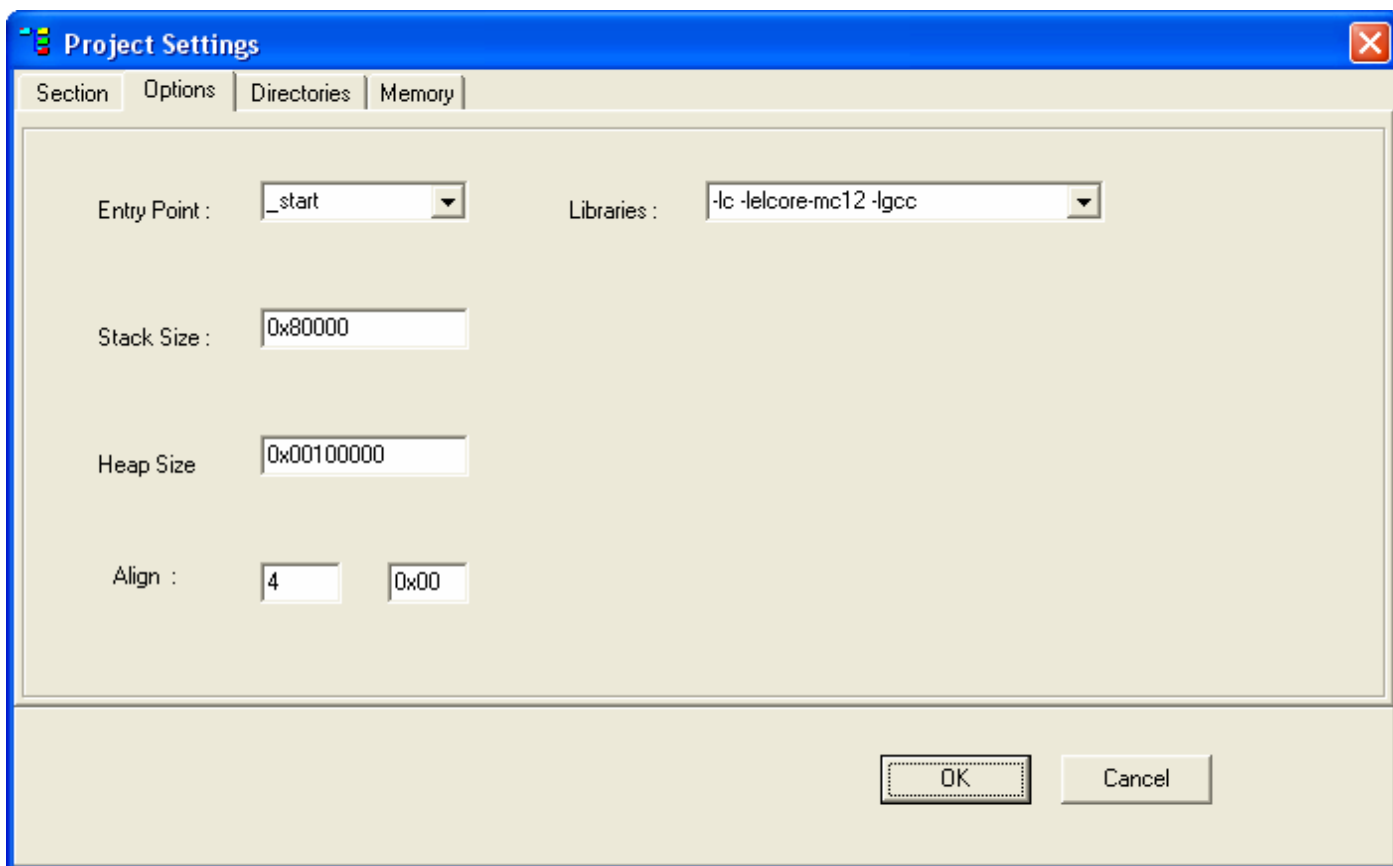 Project Settings
Section Options Directories Memory
Entry Point : _start Libraries : -lc -lelcore-mc12 -lgcc
Stack Size : 0x80000
Heap Size 0x00100000
Align : 4 0x00
OK Cancel